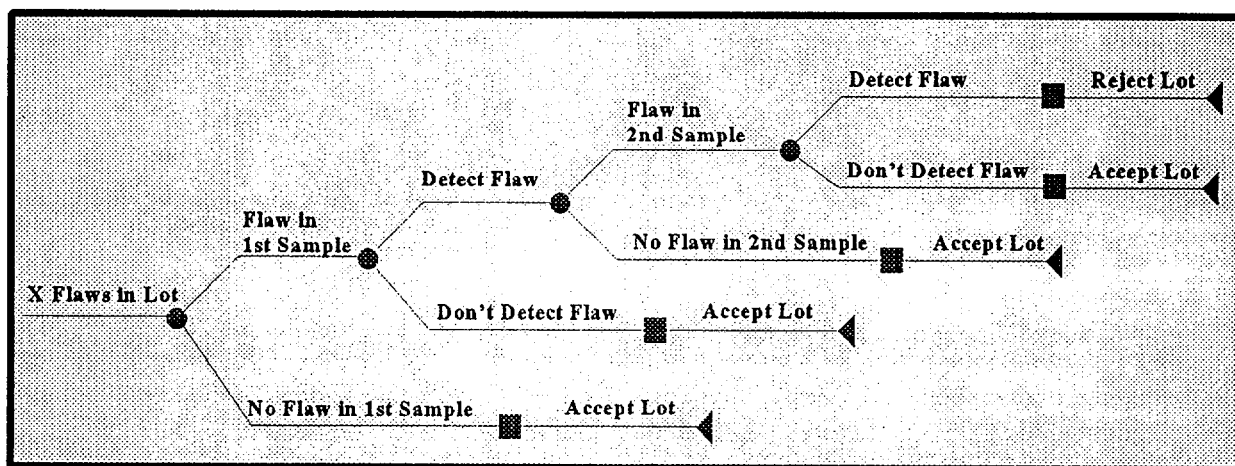 Detect Flaw
Reject Lot
Flaw in
2nd Sample
Don't Detect Flaw
Accept Lot
Detect Flaw
Flaw in
1st Sample
No Flaw in 2nd Sample
Accept Lot
X Flaws in Lot
Don't Detect Flaw
Accept Lot
No Flaw in 1st Sample
Accept Lot